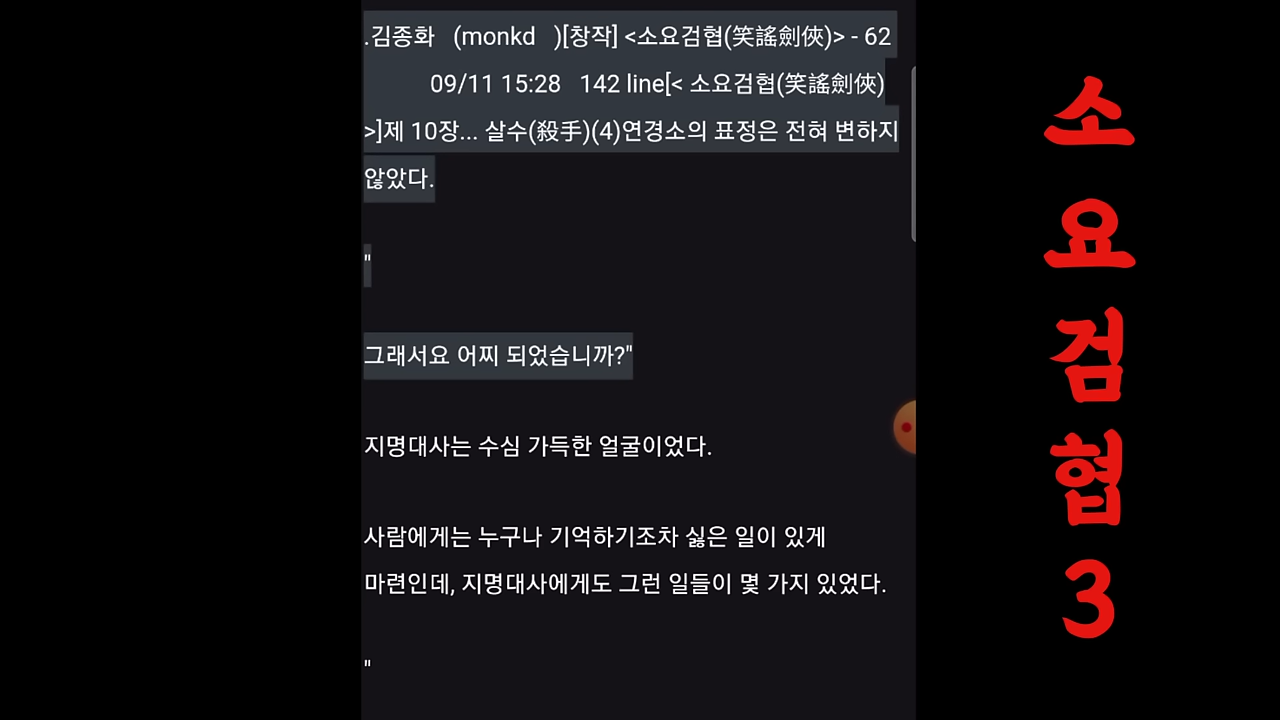 .김종화   (monkd   )[창작] <소요검협(笑謠劍俠)> - 62
09/11 15:28   142 line[< 소요검협(笑謠劍俠)
>]제 10장... 살수(殺手)(4)연경소의 표정은 전혀 변하지
않았다.
"
그래서요 어찌 되었습니까?"
지명대사는 수심 가득한 얼굴이었다.
사람에게는 누구나 기억하기조차 싫은 일이 있게
마련인데, 지명대사에게도 그런 일들이 몇 가지 있었다.
"
소
요
검
협
3